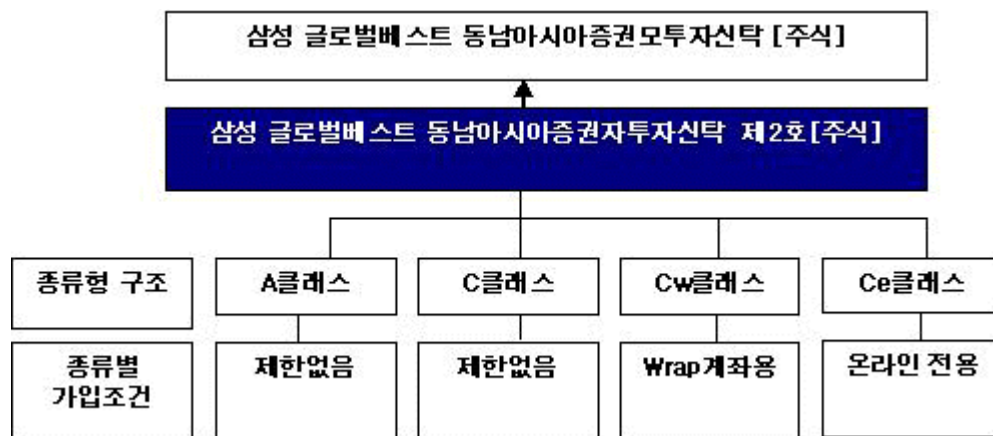 삼성 글로벌베스트 동남아시아증권모투자신탁 [주식]
삼성 글로벌베스트 동남아시아증권자투자신탁 제2호[주식]
종류형 구조
A클래스
C클래스
Cw클래스
Ce클래스
종류별
가입조건
제한없음
제한없음
Wrap계좌용
온라인 전용